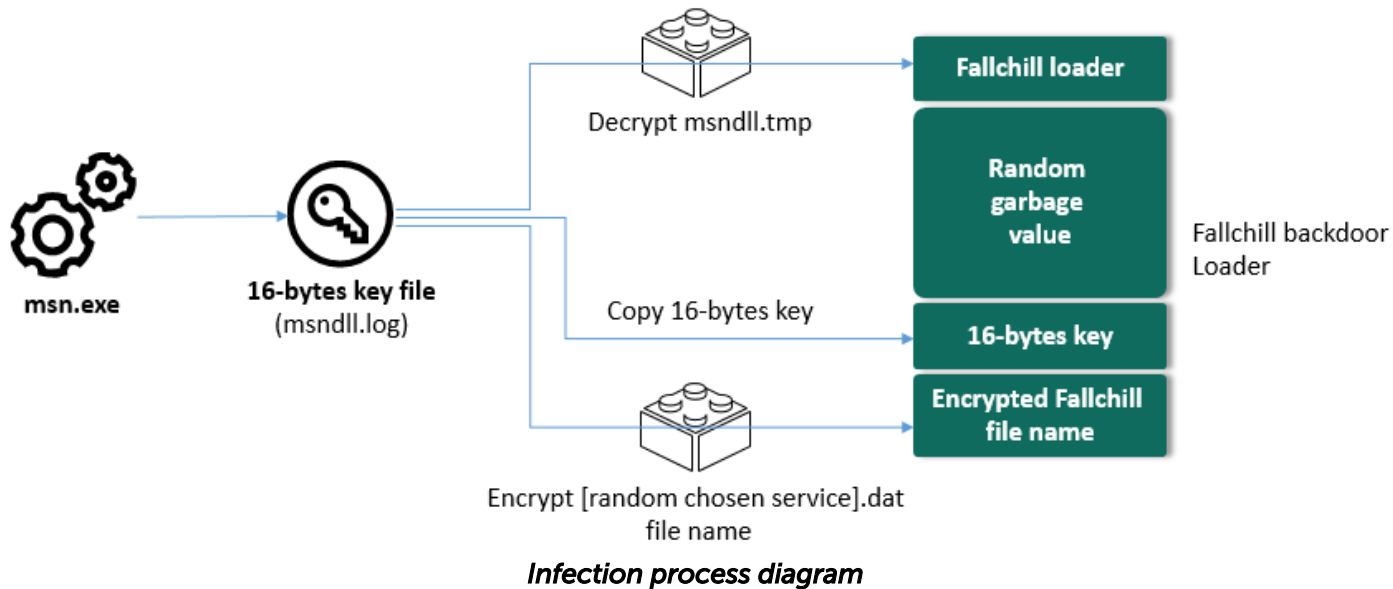 msn.exe
16-bytes key file
(msndll.log)
Decrypt msndll.tmp
Copy 16-bytes key
Encrypt [random chosen service].dat
file name
Fallchill loader
Random
garbage
value
16-bytes key
Encrypted Fallchill
file name
Fallchill backdoor
Loader
Infection process diagram